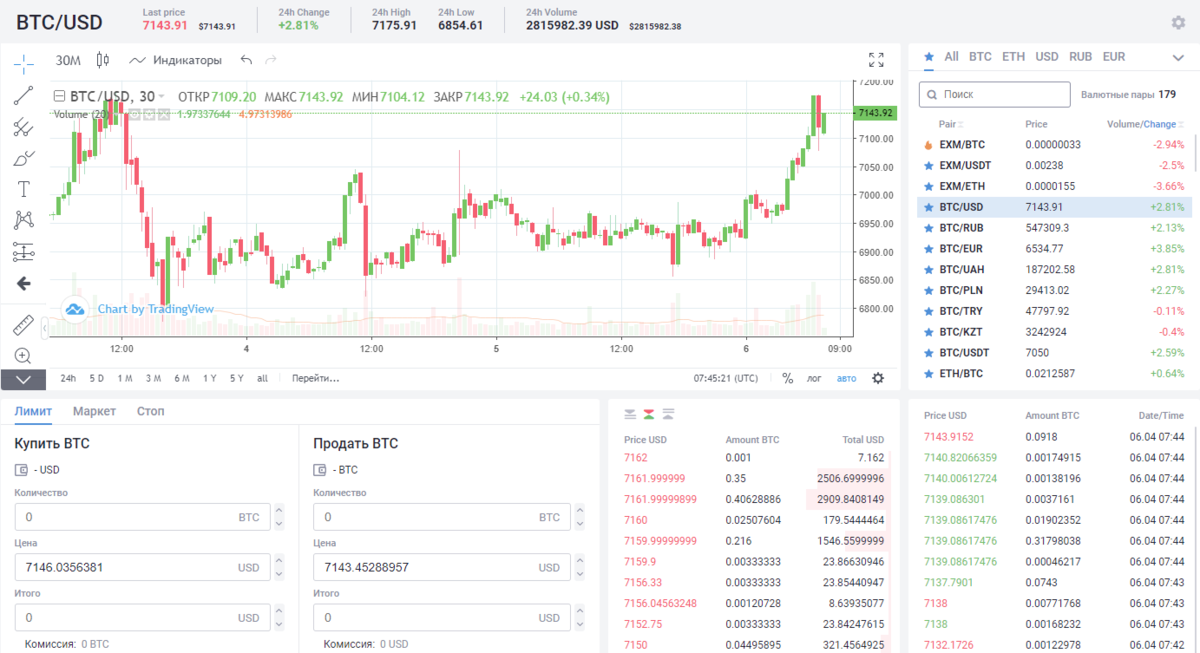 BTC/USD
Last price
7143.91 $7143.91
24h Change
+2.81%
24h High
7175.91
24h Low
6854.61
24h Volume
2815982.39 USD $2815982.38
30М Индикаторы
BTC/USD, 30 ОТКР7109.20 МАКС7143.92 МИН7104.12 ЗАКР7143.92 +24.03 (+0.34%)
Volume (20) 1.97337644 4.97313986
7200.00
7143.92
7100.00
7050.00
7000.00
6950.00
6900.00
6850.00
6800.00
Chart by TradingView
12:00 4 12:00 5 12:00 6 09:00
24h 5 D 1 M 3 M 6 M 1 Y 5 Y all Перейти... 07:45:21 (UTC) % лог авто
All BTC ETH USD RUB EUR
Поиск Валютные пары 179
Pair Price Volume/Change
EXM/BTC 0.00000033 -2.94%
EXM/USDT 0.00238 -2.5%
EXM/ETH 0.0000155 -3.66%
BTC/USD 7143.91 +2.81%
BTC/RUB 547309.3 +2.13%
BTC/EUR 6534.77 +3.85%
BTC/UAH 187202.58 +2.81%
BTC/PLN 29413.02 +2.27%
BTC/TRY 47797.92 -0.11%
BTC/KZT 3242924 -0.4%
BTC/USDT 7050 +2.59%
ETH/BTC 0.0212587 +0.64%
Лимит Маркет Стоп
Купить BTC
- USD
Количество
0 BTC
Цена
7146.0356381 USD
Итого
0 USD
Комиссия: 0 BTC
Продать BTC
- BTC
Количество
0 BTC
Цена
7143.45288957 USD
Итого
0 USD
Комиссия: 0 USD
Price USD Amount BTC Total USD
7162 0.001 7.162
7161.999999 0.35 2506.6999996
7161.99999899 0.40628886 2909.8408149
7160 0.02507604 179.5444464
7159.99999999 0.216 1546.5599999
7159.9 0.00333333 23.86630946
7156.33 0.00333333 23.85440947
7156.04563248 0.00120728 8.63935077
7152.75 0.00333333 23.84247615
7150 0.04495895 321.4564925
Price USD Amount BTC Date/Time
7143.9152 0.0918 06.04 07:44
7140.82066359 0.00174915 06.04 07:44
7140.00612724 0.00138196 06.04 07:44
7139.086301 0.0037161 06.04 07:44
7139.08617476 0.01902352 06.04 07:44
7139.08617476 0.31798038 06.04 07:44
7139.08617476 0.00046217 06.04 07:44
7137.7901 0.0743 06.04 07:43
7138 0.00771768 06.04 07:43
7138 0.00168232 06.04 07:43
7132.1726 0.00122978 06.04 07:42